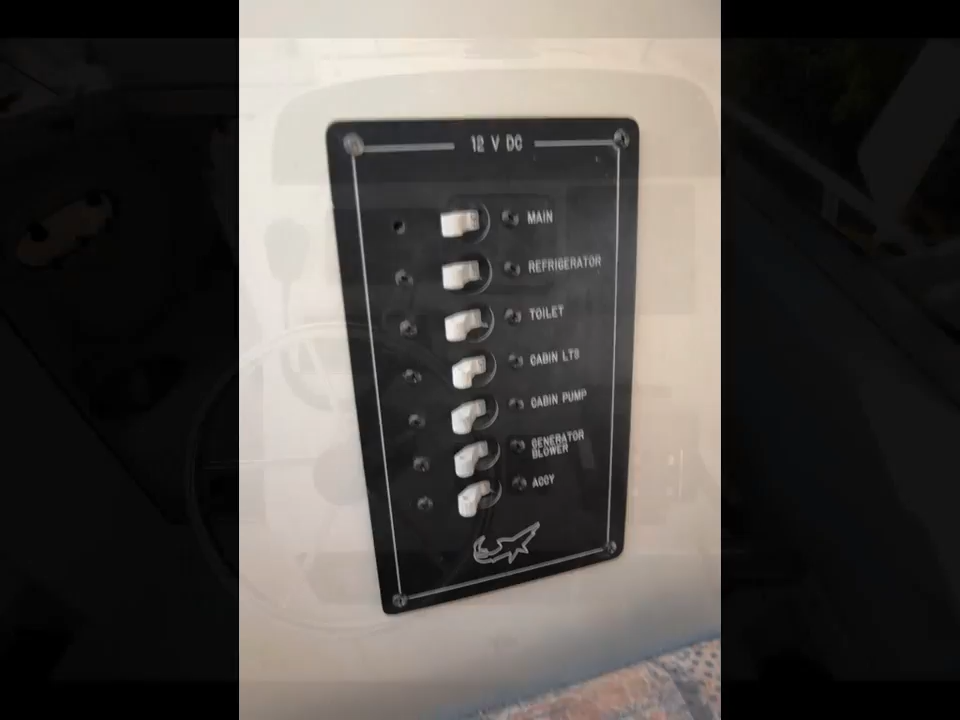 12 V DC
MAIN
REFRIGERATOR
TOILET
CABIN LTS
CABIN PUMP
GENERATOR
BLOWER
ACCY